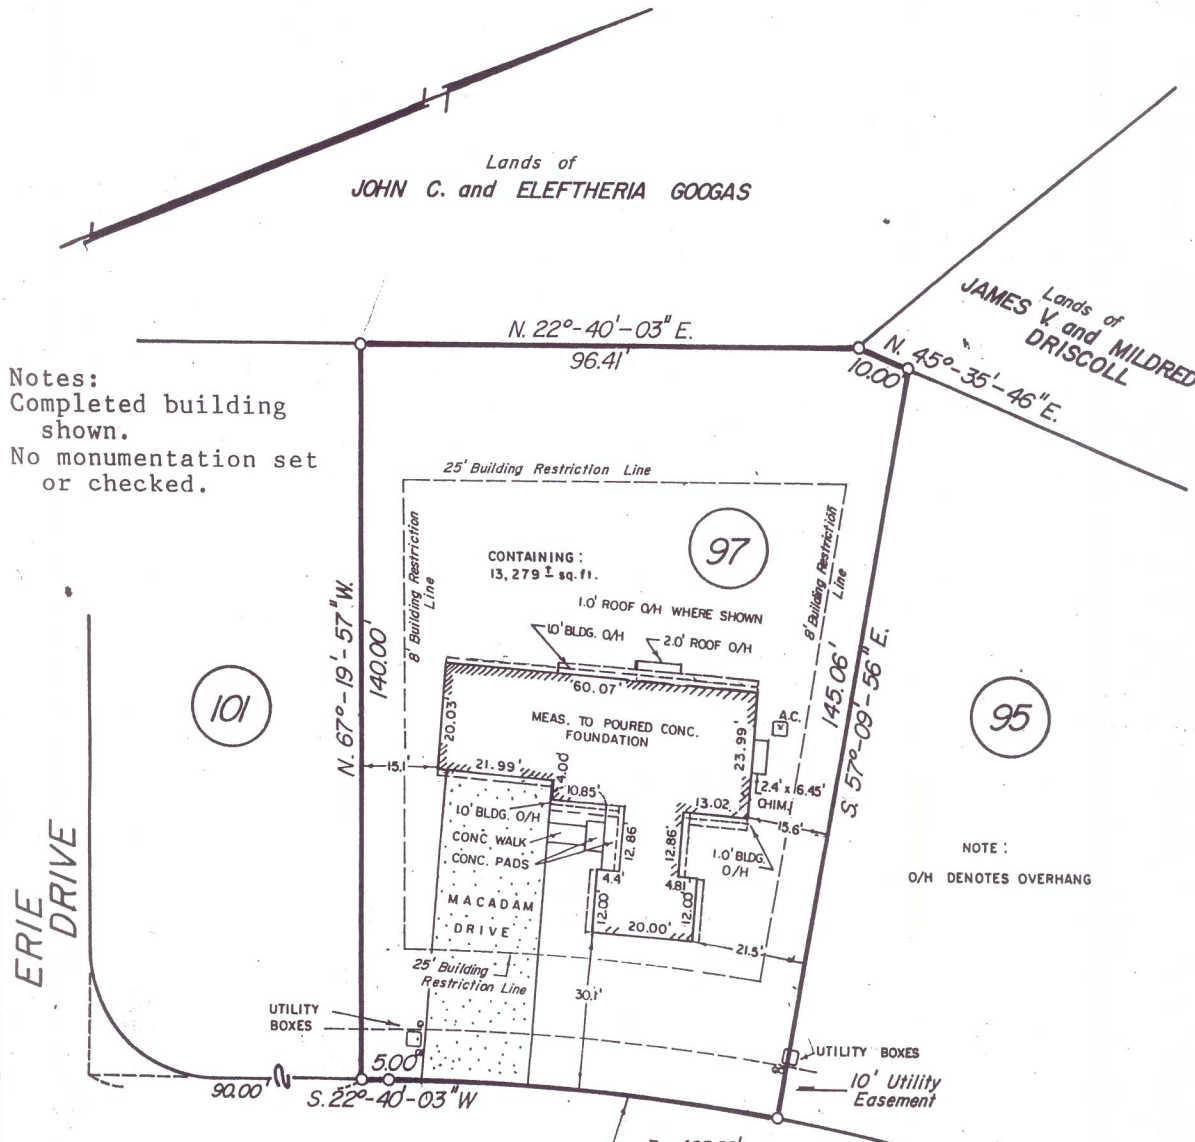 Lands of
JOHN C. and ELEFTHERIA GOOGAS
Lands of
JAMES V. and MILDRED
DRISCOLL
N. 22°-40'-03" E.
96.41'
N. 45°-35'-46" E.
10.00'
Notes:
Completed building
shown.
No monumentation set
or checked.
25' Building Restriction Line
8' Building Restriction
Line
8' Building Restriction
Line
97
CONTAINING:
13,279 ± sq.ft.
1.0' ROOF O/H WHERE SHOWN
1.0' BLDG. O/H
2.0' ROOF O/H
N. 67°-19'-57" W.
140.00'
145.06'
S. 57°-09'-56" E.
101
95
60.07'
MEAS. TO POURED CONC.
FOUNDATION
A.C.
20.03'
23.99'
15.1'
21.99'
4.00'
10.85'
13.02
2.4' x 6.45'
CHIM.
15.6'
1.0' BLDG. O/H
CONC. WALK
CONC. PADS
12.86
12.86'
1.0' BLDG.
O/H
4.4'
4.81'
MACADAM
DRIVE
12.00'
12.00'
20.00'
21.5'
NOTE:
O/H DENOTES OVERHANG
ERIE
DRIVE
25' Building
Restriction Line
30.1'
UTILITY
BOXES
UTILITY BOXES
10' Utility
Easement
5.00'
90.00'
S. 22°-40'-03" W